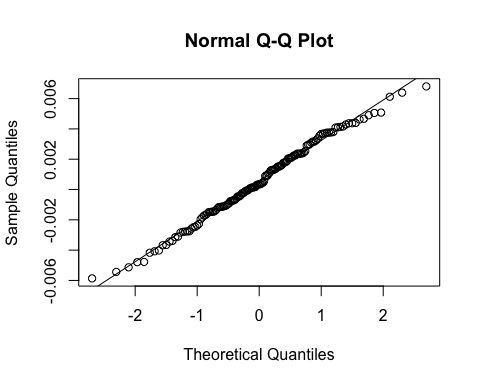 Normal Q-Q Plot
Sample Quantiles
0.006
0.002
-0.002
-0.006
-2 -1 0 1 2
Theoretical Quantiles